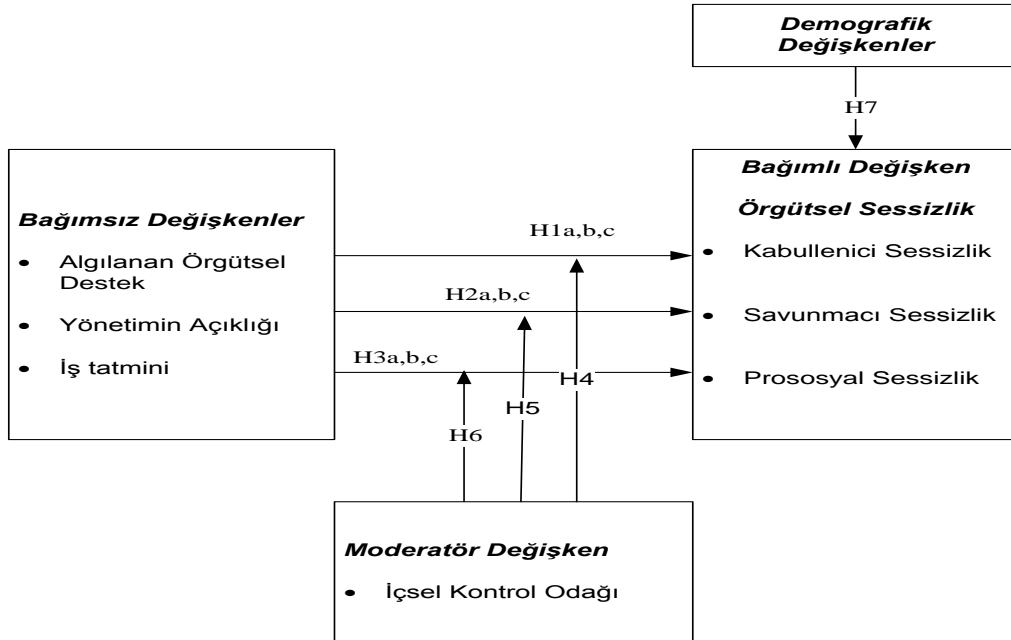 Demografik
Değişkenler
H7
Bağımsız Değişkenler
• Algılanan Örgütsel
Destek
• Yönetimin Açıklığı
• İş tatmini
H1a,b,c
H2a,b,c
H3a,b,c
H4
H5
H6
Bağımlı Değişken
Örgütsel Sessizlik
• Kabullenici Sessizlik
• Savunmacı Sessizlik
• Prososyal Sessizlik
Moderatör Değişken
• İçsel Kontrol Odağı